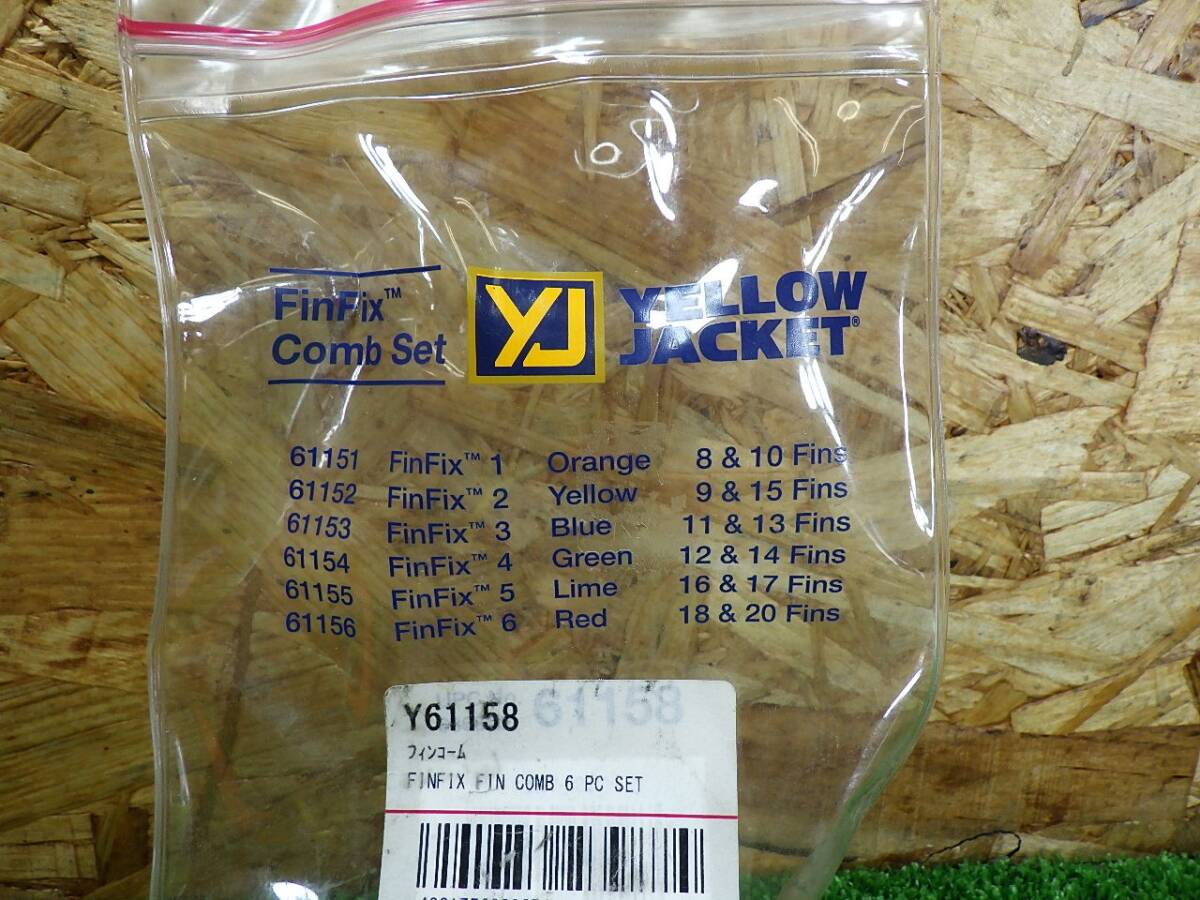 FinFix™
Comb Set
YJ
YELLOW
JACKET®
61151 FinFix™ 1 Orange 8 & 10 Fins
61152 FinFix™ 2 Yellow 9 & 15 Fins
61153 FinFix™ 3 Blue 11 & 13 Fins
61154 FinFix™ 4 Green 12 & 14 Fins
61155 FinFix™ 5 Lime 16 & 17 Fins
61156 FinFix™ 6 Red 18 & 20 Fins
Y61158 61158
フィンコーム
FINFIX FIN COMB 6 PC SET